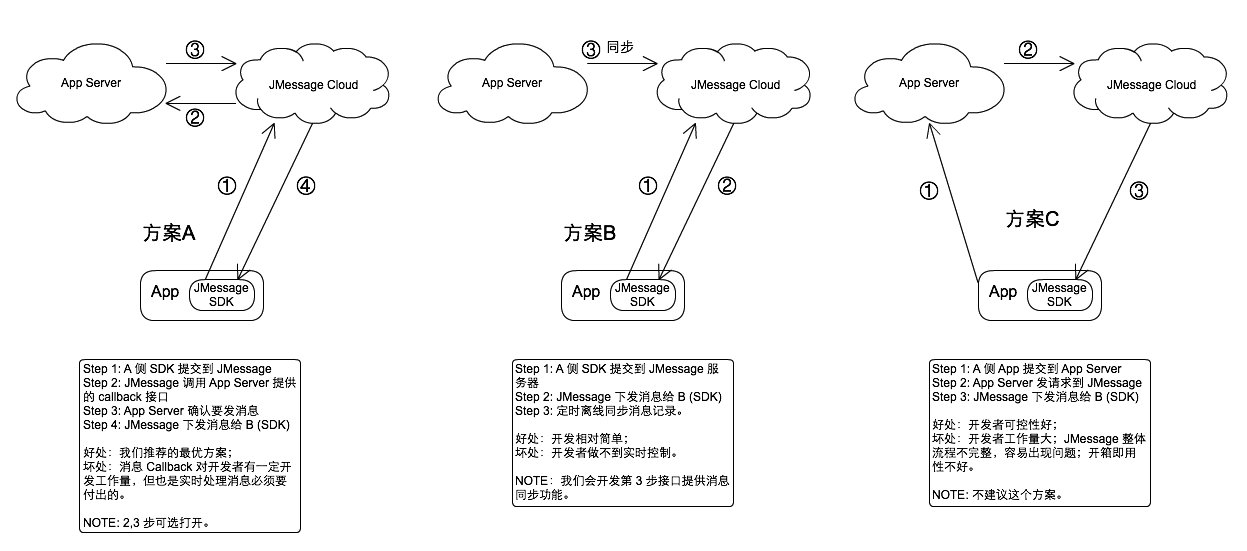 ③
App Server
JMessage Cloud
②
①
④
方案A
App
JMessage
SDK
Step 1: A 侧 SDK 提交到 JMessage
Step 2: JMessage 调用 App Server 提供
的 callback 接口
Step 3: App Server 确认要发消息
Step 4: JMessage 下发消息给 B (SDK)
好处：我们推荐的最优方案；
坏处：消息 Callback 对开发者有一定开
发工作量，但也是实时处理消息必须要
付出的。
NOTE: 2,3 步可选打开。
③ 同步
App Server
JMessage Cloud
①
②
方案B
App
JMessage
SDK
Step 1: A 侧 SDK 提交到 JMessage 服
务器
Step 2: JMessage 下发消息给 B (SDK)
Step 3: 定时离线同步消息记录。
好处：开发相对简单；
坏处：开发者做不到实时控制。
NOTE：我们会开发第 3 步接口提供消息
同步功能。
②
App Server
JMessage Cloud
①
③
方案C
App
JMessage
SDK
Step 1: A 侧 App 提交到 App Server
Step 2: App Server 发请求到 JMessage
Step 3: JMessage 下发消息给 B (SDK)
好处：开发者可控性好；
坏处：开发者工作量大；JMessage 整体
流程不完整，容易出现问题；开箱即用
性不好。
NOTE: 不建议这个方案。